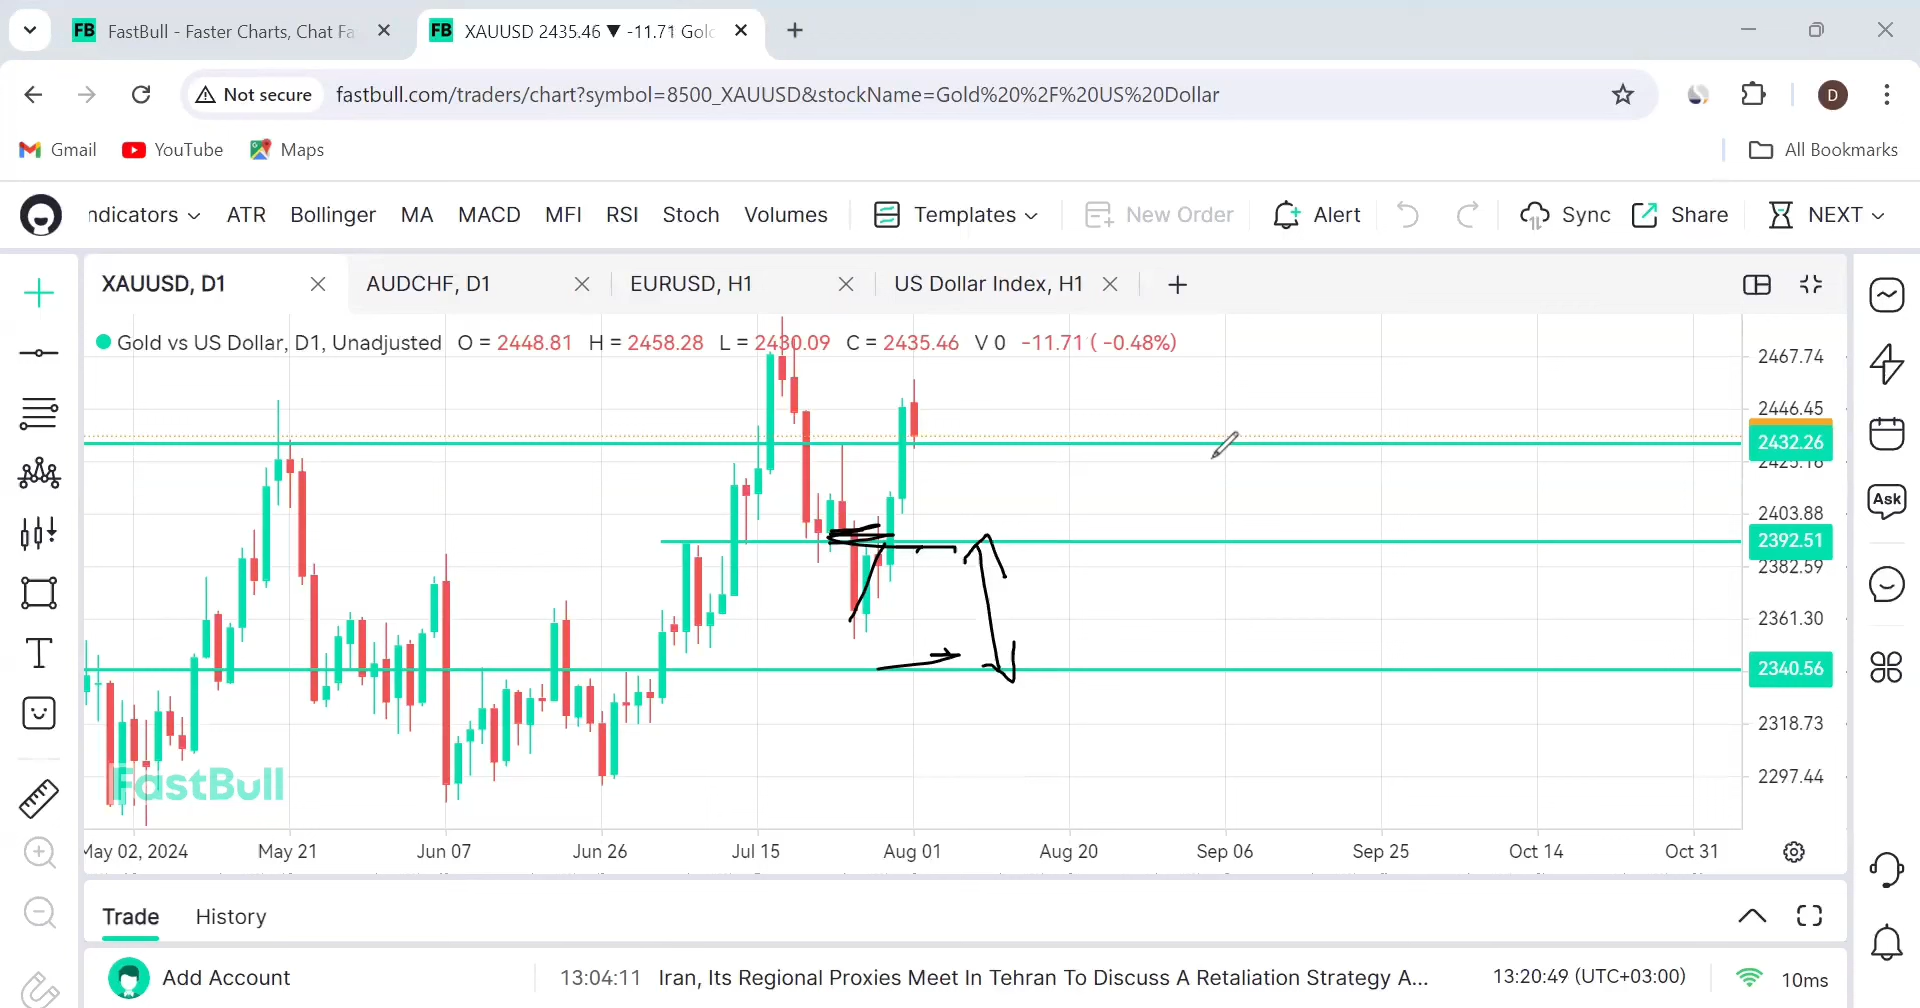 FB FastBull - Faster Charts, Chat Fa
FB XAUUSD 2435.46 ▼ -11.71 Gol
Not secure fastbull.com/traders/chart?symbol=8500_XAUUSD&stockName=Gold%20%2F%20US%20Dollar D
Gmail YouTube Maps All Bookmarks
ndicators ATR Bollinger MA MACD MFI RSI Stoch Volumes Templates New Order Alert Sync Share NEXT
XAUUSD, D1 AUDCHF, D1 EURUSD, H1 US Dollar Index, H1
Gold vs US Dollar, D1, Unadjusted O = 2448.81 H = 2458.28 L = 2430.09 C = 2435.46 V 0 -11.71 ( -0.48%)
2467.74
2446.45
2432.26
2425.16
Ask
2403.88
2392.51
2382.59
2361.30
2340.56
2318.73
2297.44
FastBull
May 02, 2024 May 21 Jun 07 Jun 26 Jul 15 Aug 01 Aug 20 Sep 06 Sep 25 Oct 14 Oct 31
Trade History
Add Account 13:04:11 Iran, Its Regional Proxies Meet In Tehran To Discuss A Retaliation Strategy A... 13:20:49 (UTC+03:00) 10ms